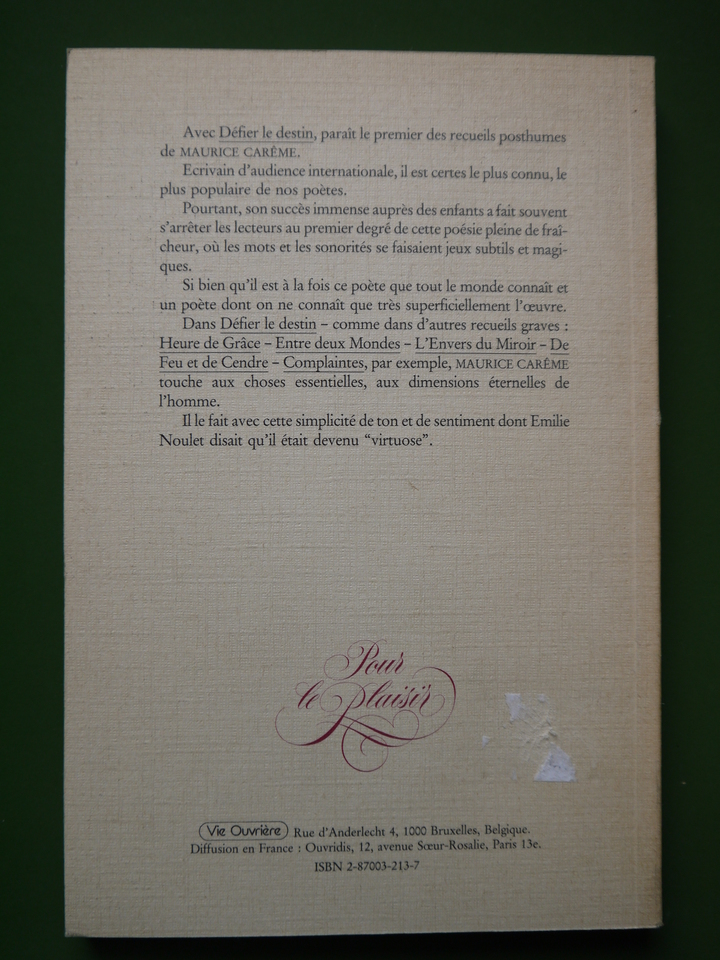 Avec Défier le destin, paraît le premier des recueils posthumes
de MAURICE CARÊME.
Ecrivain d'audience internationale, il est certes le plus connu, le
plus populaire de nos poètes.
Pourtant, son succès immense auprès des enfants a fait souvent
s'arrêter les lecteurs au premier degré de cette poésie pleine de fraî-
cheur, où les mots et les sonorités se faisaient jeux subtils et magi-
ques.
Si bien qu'il est à la fois ce poète que tout le monde connaît et
un poète dont on ne connaît que très superficiellement l'œuvre.
Dans Défier le destin – comme dans d'autres recueils graves :
Heure de Grâce – Entre deux Mondes – L'Envers du Miroir – De
Feu et de Cendre – Complaintes, par exemple, MAURICE CARÊME
touche aux choses essentielles, aux dimensions éternelles de
l'homme.
Il le fait avec cette simplicité de ton et de sentiment dont Emilie
Noulet disait qu'il était devenu “virtuose”.
Pour
le plaisir
Vie Ouvrière Rue d'Anderlecht 4, 1000 Bruxelles, Belgique.
Diffusion en France : Ouvridis, 12, avenue Sœur-Rosalie, Paris 13e.
ISBN 2-87003-213-7